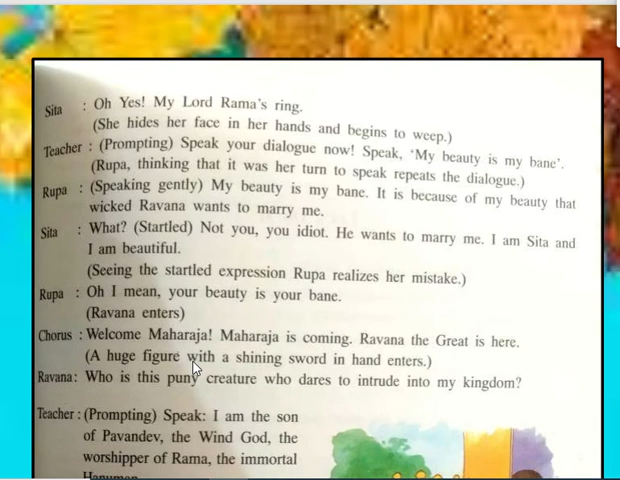 Sita : Oh Yes! My Lord Rama's ring.
(She hides her face in her hands and begins to weep.)
Teacher : (Prompting) Speak your dialogue now! Speak, 'My beauty is my bane'.
(Rupa, thinking that it was her turn to speak repeats the dialogue.)
Rupa : (Speaking gently) My beauty is my bane. It is because of my beauty that
wicked Ravana wants to marry me.
Sita : What? (Startled) Not you, you idiot. He wants to marry me. I am Sita and
I am beautiful.
(Seeing the startled expression Rupa realizes her mistake.)
Rupa : Oh I mean, your beauty is your bane.
(Ravana enters)
Chorus : Welcome Maharaja! Maharaja is coming. Ravana the Great is here.
(A huge figure with a shining sword in hand enters.)
Ravana : Who is this puny creature who dares to intrude into my kingdom?
Teacher : (Prompting) Speak: I am the son
of Pavandev, the Wind God, the
worshipper of Rama, the immortal
Hanuman